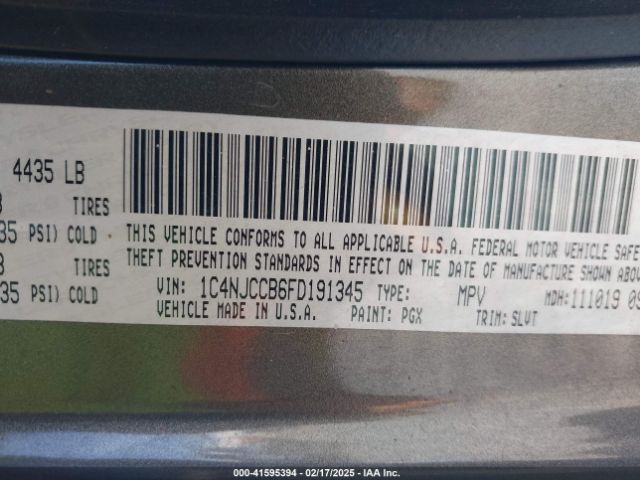 4435 LB
TIRES
35 PSI) COLD
TIRES
35 PSI) COLD
THIS VEHICLE CONFORMS TO ALL APPLICABLE U.S.A. FEDERAL MOTOR VEHICLE SAFE
THEFT PREVENTION STANDARDS IN EFFECT ON THE DATE OF MANUFACTURE SHOWN ABO
VIN: 1C4NJCCB6FD191345 TYPE: MPV MDH:111019 0
VEHICLE MADE IN U.S.A. PAINT: PGX TRIM: SLVT
000-41595394 - 02/17/2025 - IAA Inc.